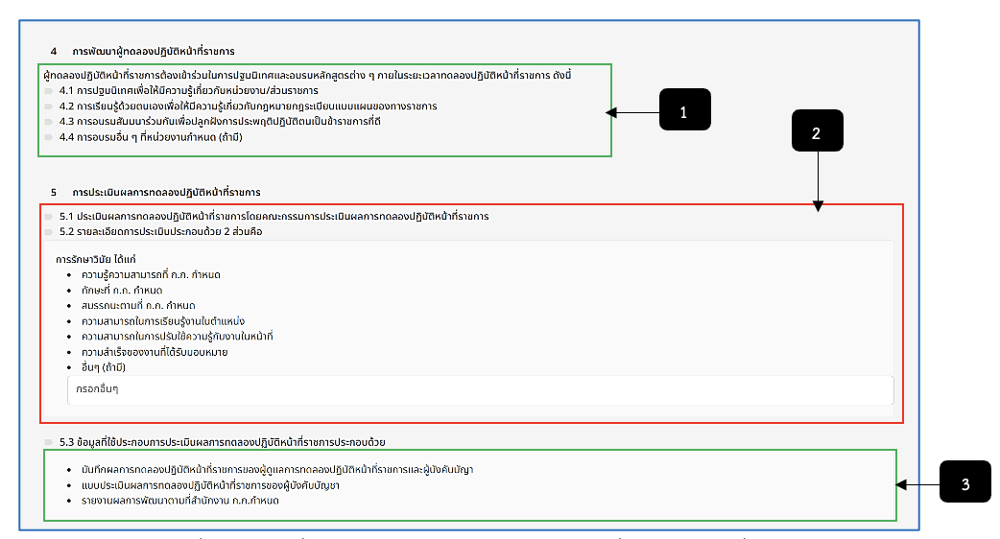 4 การพัฒนาผู้ทดลองปฏิบัติหน้าที่ราชการ
ผู้ทดลองปฏิบัติหน้าที่ราชการต้องเข้าร่วมในการปฐมนิเทศและอบรมหลักสูตรต่าง ๆ ภายในระยะเวลาทดลองปฏิบัติหน้าที่ราชการ ดังนี้
4.1 การปฐมนิเทศเพื่อให้มีความรู้เกี่ยวกับหน่วยงาน/ส่วนราชการ
4.2 การเรียนรู้ด้วยตนเองเพื่อให้มีความรู้เกี่ยวกับกฎหมายกฎระเบียบแบบแผนของทางราชการ
4.3 การอบรมสัมมนาร่วมกันเพื่อปลูกฝังการประพฤติปฏิบัติตนเป็นข้าราชการที่ดี
4.4 การอบรมอื่น ๆ ที่หน่วยงานกำหนด (ถ้ามี)
1
2
5 การประเมินผลการทดลองปฏิบัติหน้าที่ราชการ
5.1 ประเมินผลการทดลองปฏิบัติหน้าที่ราชการโดยคณะกรรมการประเมินผลการทดลองปฏิบัติหน้าที่ราชการ
5.2 รายละเอียดการประเมินประกอบด้วย 2 ส่วนคือ
การรักษาวินัย ได้แก่
• ความรู้ความสามารถที่ ก.ก. กำหนด
• ทักษะที่ ก.ก. กำหนด
• สมรรถนะตามที่ ก.ก. กำหนด
• ความสามารถในการเรียนรู้งานในตำแหน่ง
• ความสามารถในการปรับใช้ความรู้กับงานในหน้าที่
• ความสำเร็จของงานที่ได้รับมอบหมาย
• อื่นๆ (ถ้ามี)
กรอกอื่นๆ
5.3 ข้อมูลที่ใช้ประกอบการประเมินผลการทดลองปฏิบัติหน้าที่ราชการประกอบด้วย
• บันทึกผลการทดลองปฏิบัติหน้าที่ราชการของผู้ดูแลการทดลองปฏิบัติหน้าที่ราชการและผู้บังคับบัญา
• แบบประเมินผลการทดลองปฏิบัติหน้าที่ราชการของผู้บังคับบัญชา
• รายงานผลการพัฒนาตามที่สำนักงาน ก.ก.กำหนด
3